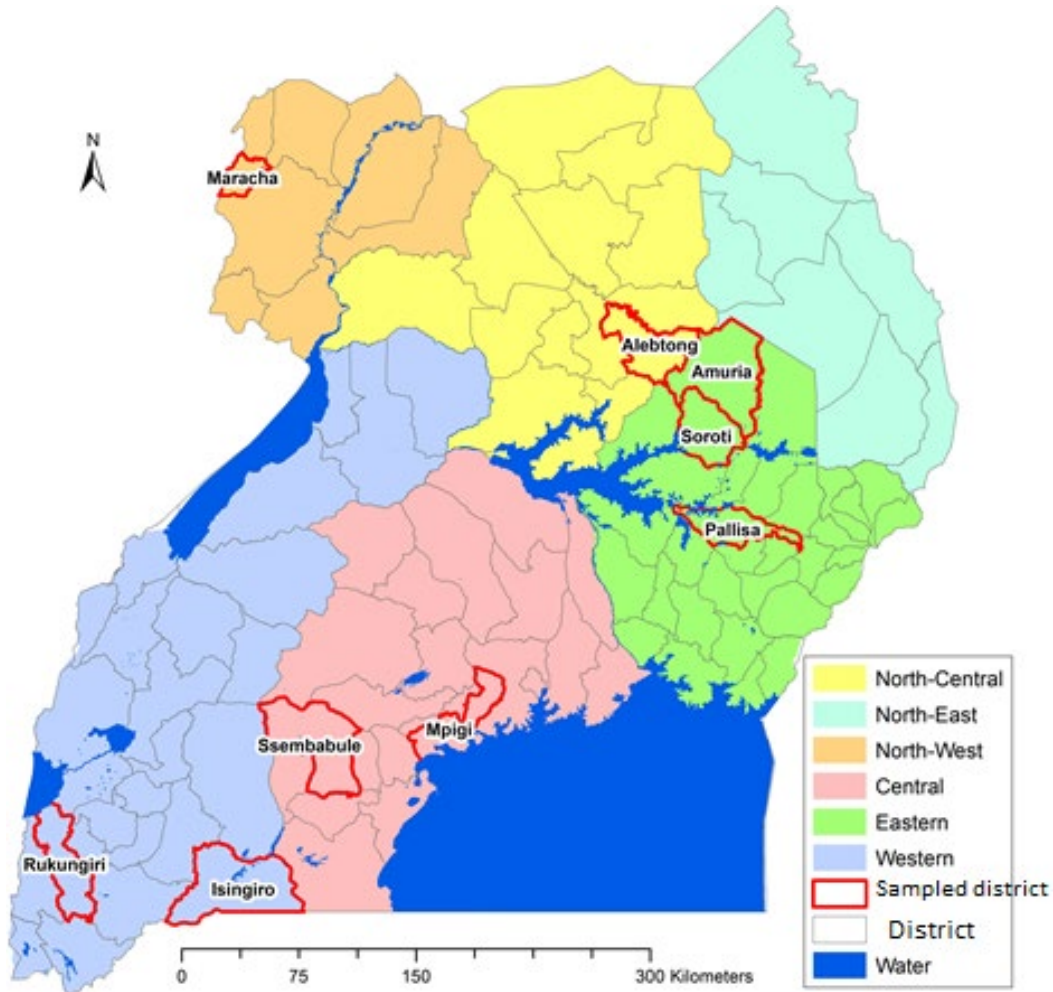 N
Maracha
Alebtong
Amuria
Soroti
Pallisa
Mpigi
Ssembabule
Rukungiri
Isingiro
North-Central
North-East
North-West
Central
Eastern
Western
Sampled district
District
Water
0 75 150 300 Kilometers